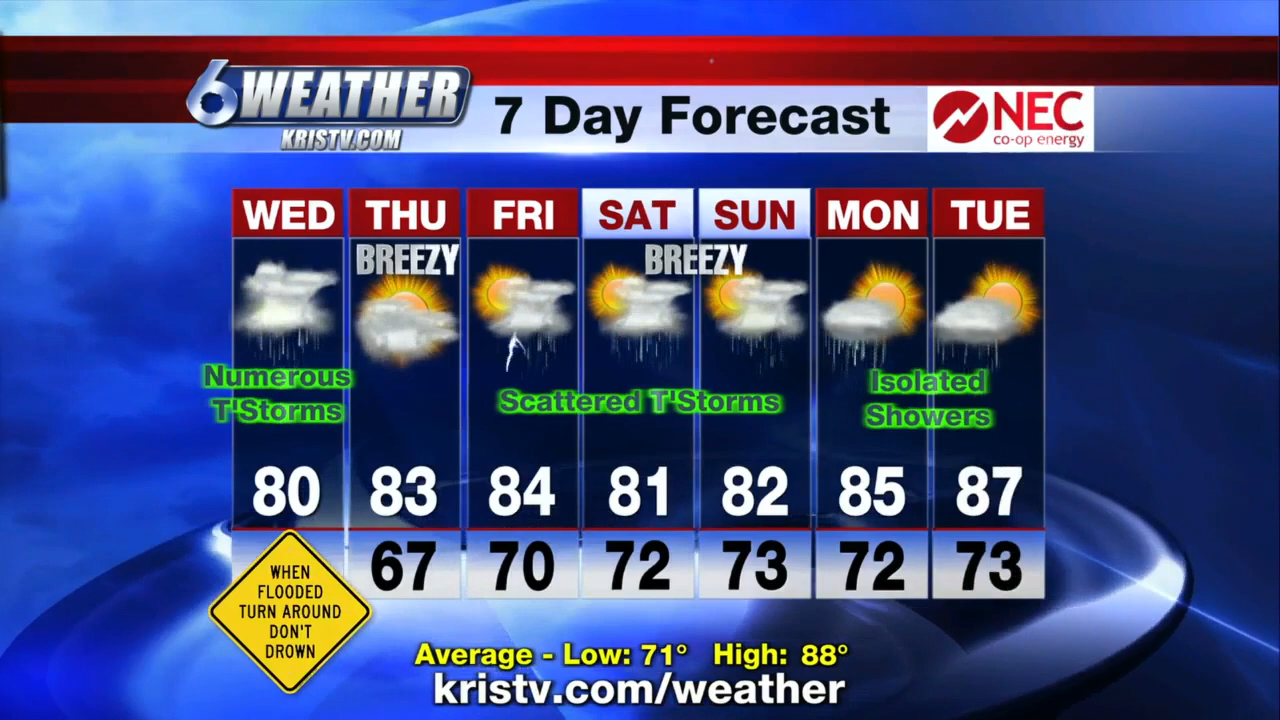 6 WEATHER
KRISTV.COM
7 Day Forecast
NEC
co-op energy
WED THU FRI SAT SUN MON TUE
BREEZY BREEZY
Numerous
T'Storms
Scattered T'Storms
Isolated
Showers
80 83 84 81 82 85 87
67 70 72 73 72 73
WHEN
FLOODED
TURN AROUND
DON'T
DROWN
Average - Low: 71° High: 88°
kristv.com/weather